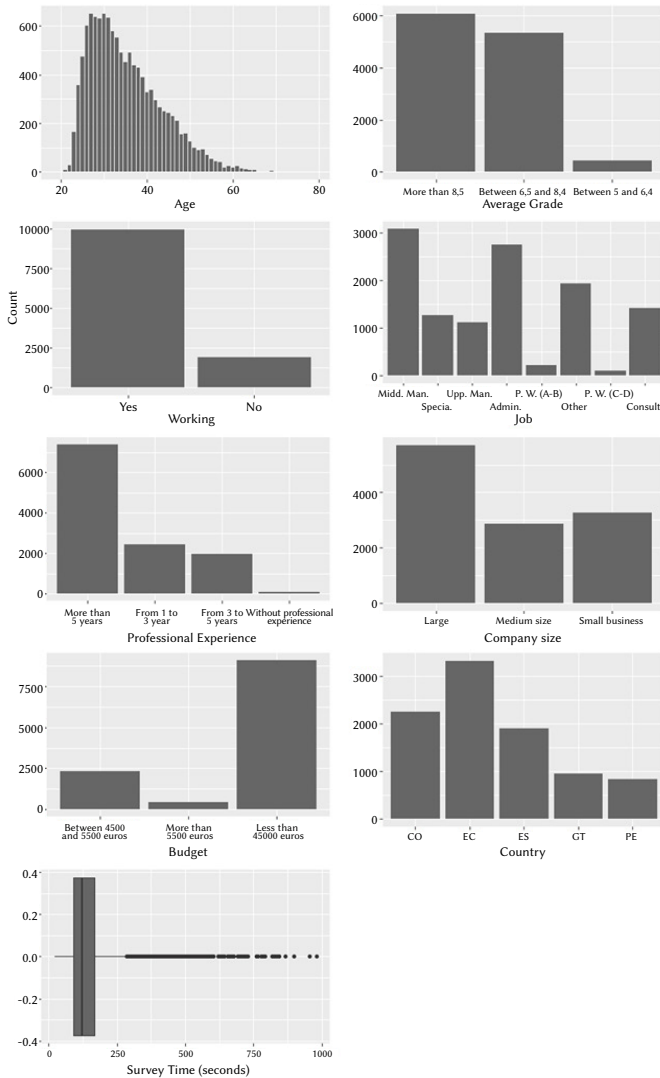 600-
400-
200-
0-
20
40
60
80
Age
6000-
4000-
2000-
0-
More than 8,5
Between 6,5 and 8,4
Between 5 and 6,4
Average Grade
Count
10000-
7500-
5000-
2500-
0-
Yes
No
Working
3000-
2000-
1000-
0-
Midd. Man.
Upp. Man.
P. W. (A-B)
P. W. (C-D)
Specia.
Admin.
Other
Consult
Job
6000-
4000-
2000-
0-
More than
5 years
From 1 to
3 year
From 3 to
5 years
Without professional
experience
Professional Experience
4000-
2000-
0-
Large
Medium size
Small business
Company size
7500-
5000-
2500-
0-
Between 4500
and 5500 euros
More than
5500 euros
Less than
45000 euros
Budget
3000-
2000-
1000-
0-
CO
EC
ES
GT
PE
Country
0.4-
0.2-
0.0-
-0.2-
-0.4-
0
250
500
750
1000
Survey Time (seconds)